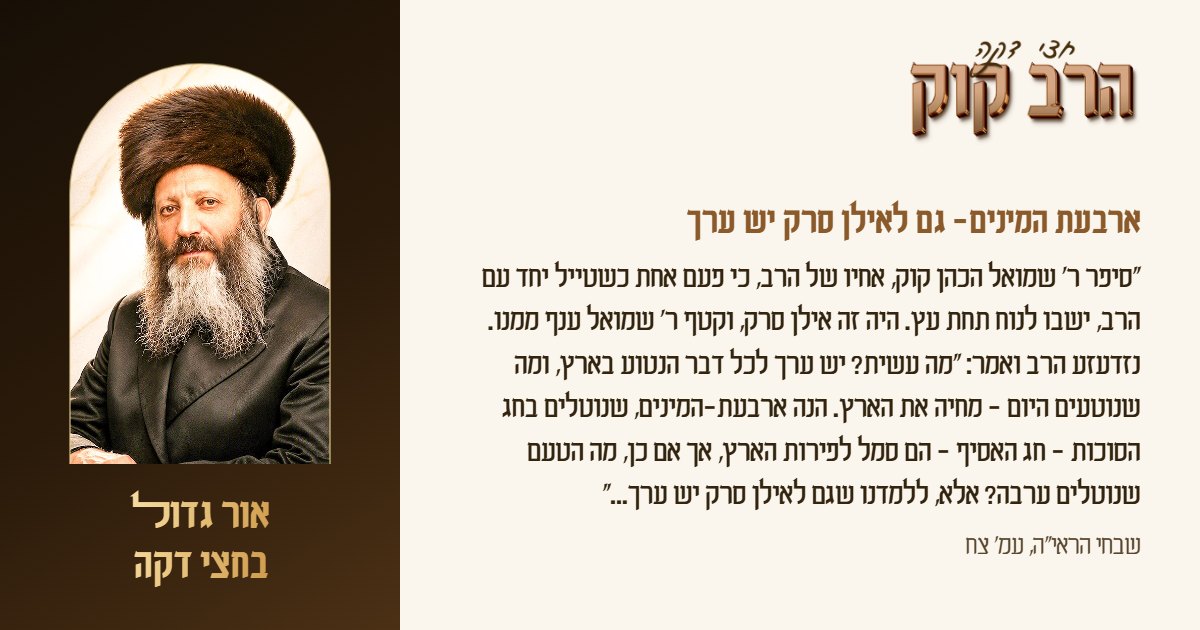 חצי דקה
הרב קוק
ארבעת המינים- גם לאילן סרק יש ערך
"סיפר ר' שמואל הכהן קוק, אחיו של הרב, כי פעם אחת כשטייל יחד עם
הרב, ישבו לנוח תחת עץ. היה זה אילן סרק, וקטף ר' שמואל ענף ממנו.
נזדעזע הרב ואמר: "מה עשית? יש ערך לכל דבר הנטוע בארץ, ומה
שנוטעים היום - מחיה את הארץ. הנה ארבעת-המינים, שנוטלים בחג
הסוכות - חג האסיף - הם סמל לפירות הארץ, אך אם כן, מה הטעם
שנוטלים ערבה? אלא, ללמדנו שגם לאילן סרק יש ערך..."
שבחי הראי"ה, עמ' צח
אור גדול
בחצי דקה